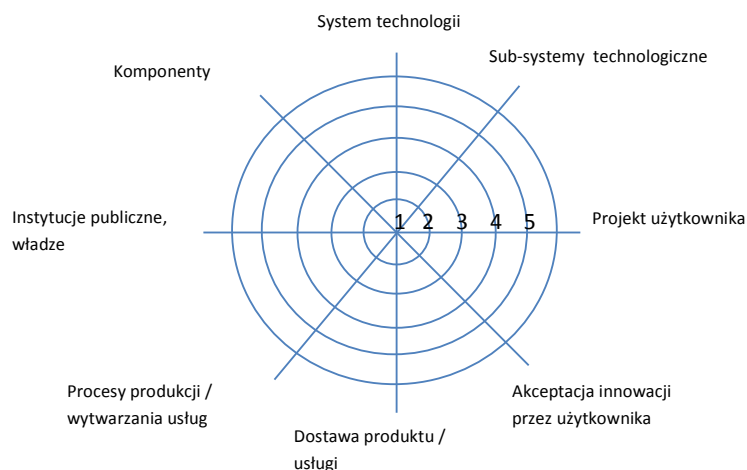 System technologii
Sub-systemy technologiczne
Komponenty
Instytucje publiczne,
władze
1 2 3 4 5
Projekt użytkownika
Procesy produkcji /
wytwarzania usług
Dostawa produktu /
usługi
Akceptacja innowacji
przez użytkownika